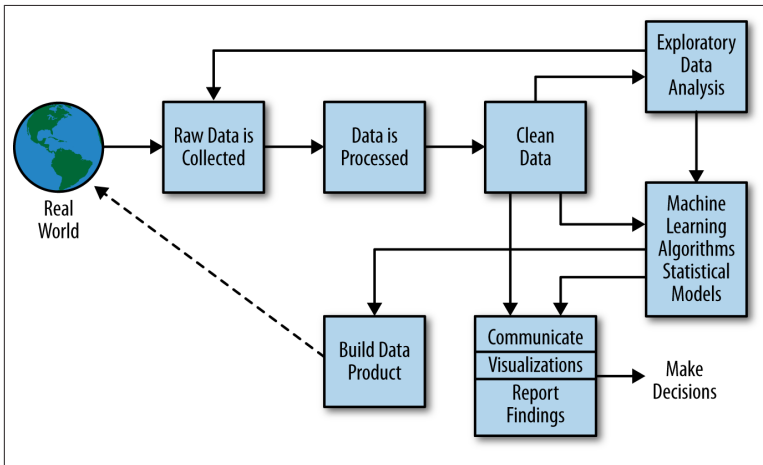 Exploratory
Data
Analysis
Raw Data is
Collected
Data is
Processed
Clean
Data
Real
World
Machine
Learning
Algorithms
Statistical
Models
Build Data
Product
Communicate
Visualizations
Report
Findings
Make
Decisions